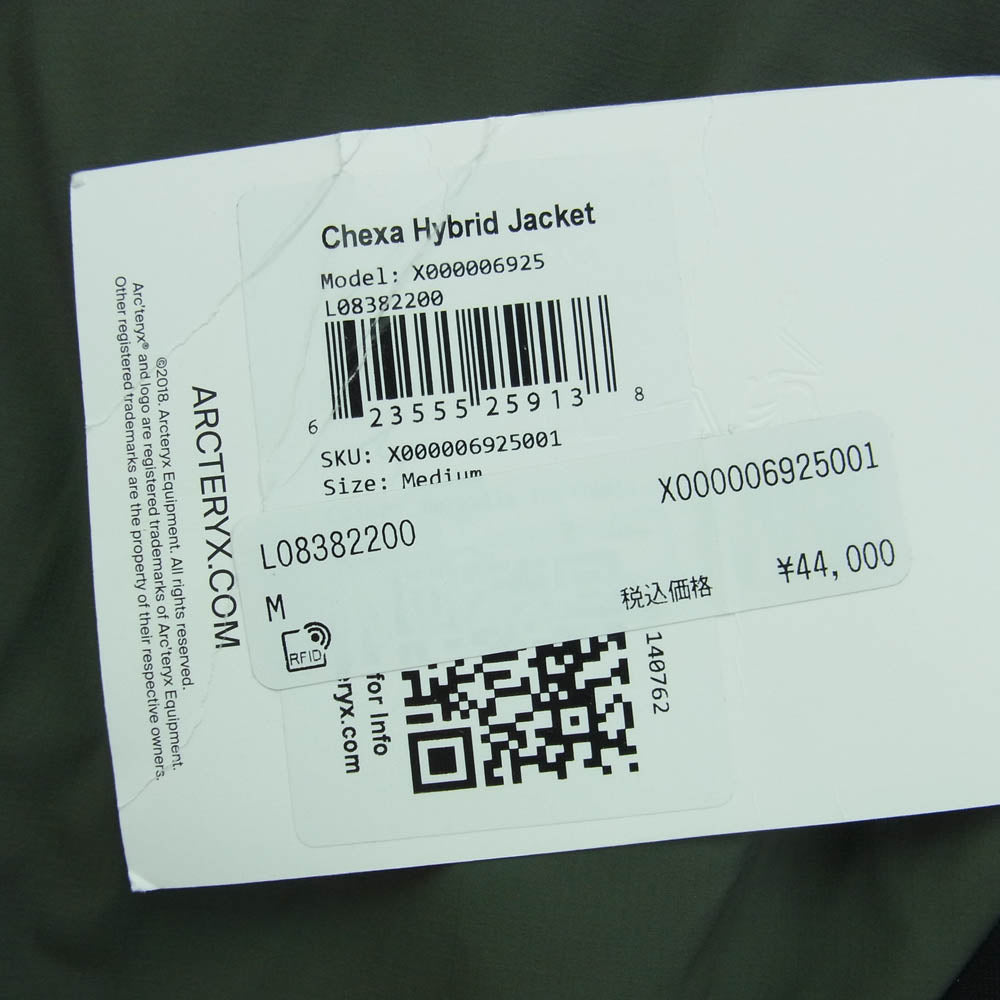 Chexa Hybrid Jacket
Model: X000006925
L08382200
6 23555 25913 8
SKU: X000006925001
Size: Medium
L08382200
X000006925001
M
税込価格
¥44,000
RFID
140762
for Info
ryx.com
ARCTERYX.COM
©2018. Arcteryx Equipment. All rights reserved.
Arc'teryx® and logo are registered trademarks of Arc'teryx Equipment.
Other registered trademarks are the property of their respective owners.